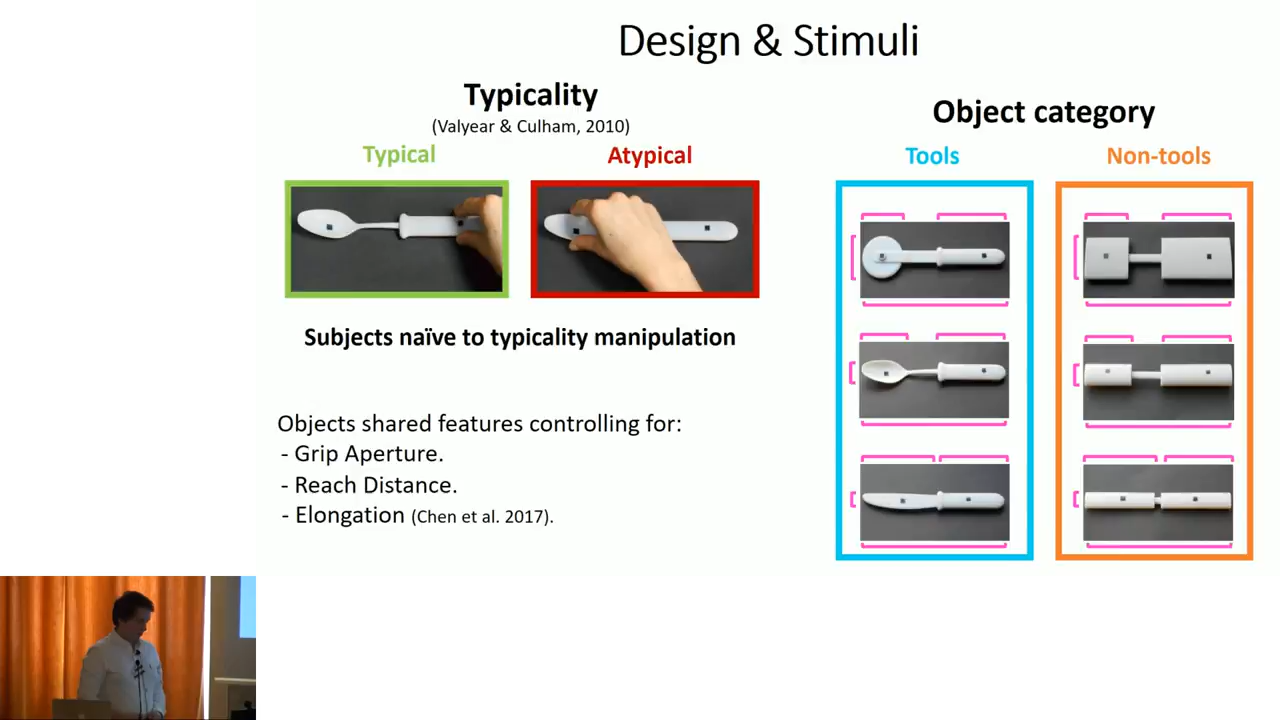 Design & Stimuli
Typicality
(Valyear & Culham, 2010)
Typical
Atypical
Subjects naïve to typicality manipulation
Objects shared features controlling for:
- Grip Aperture.
- Reach Distance.
- Elongation (Chen et al. 2017).
Object category
Tools
Non-tools